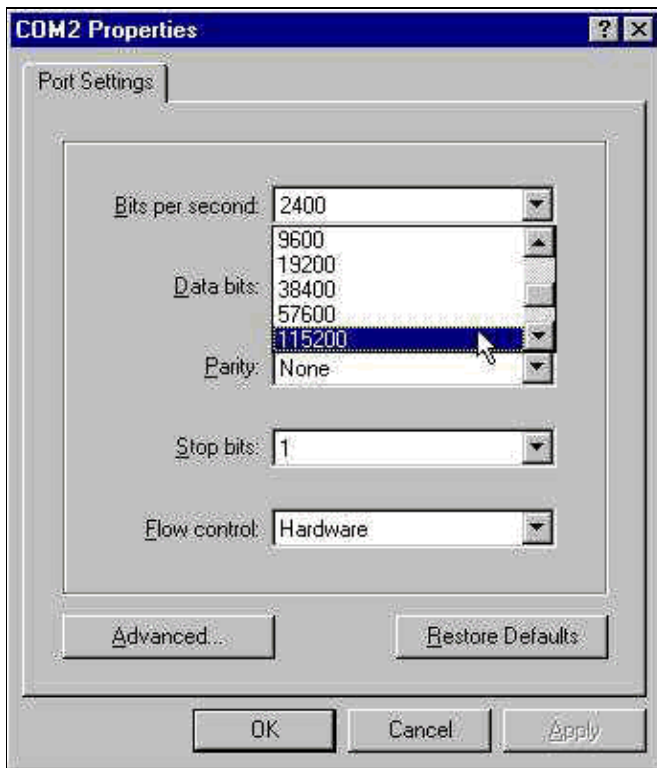 COM2 Properties
Port Settings
Bits per second: 2400
9600
19200
Data bits: 38400
57600
115200
Parity: None
Stop bits: 1
Flow control: Hardware
Advanced...
Restore Defaults
OK
Cancel
Apply